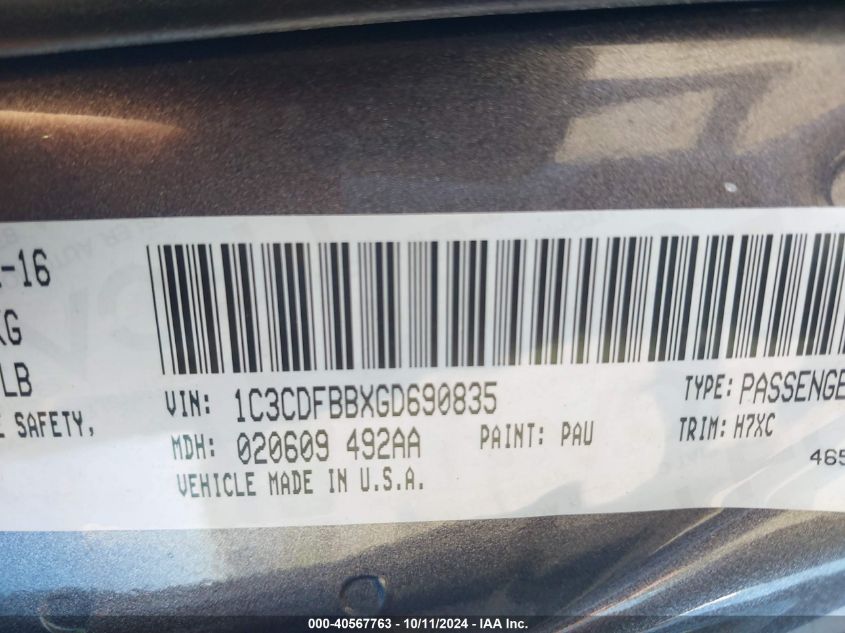 -16
KG
LB
SAFETY,
VIN: 1C3CDFBBXGD690835
TYPE: PASSENGE
MDH: 020609 492AA
PAINT: PAU
TRIM: H7XC
VEHICLE MADE IN U.S.A.
465
000-40567763 - 10/11/2024 - IAA Inc.